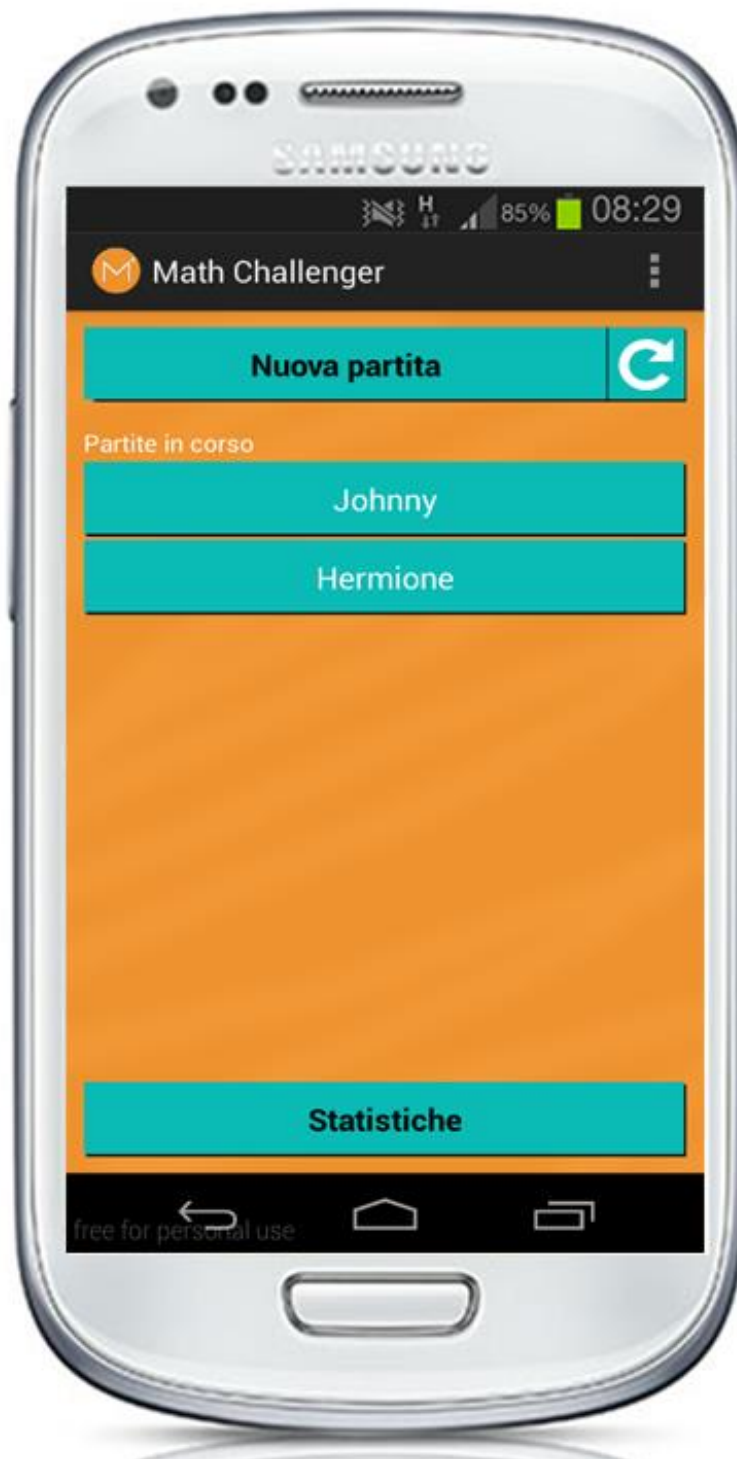 SAMSUNG
H 85% 08:29
Math Challenger
Nuova partita
Partite in corso
Johnny
Hermione
Statistiche
free for personal use